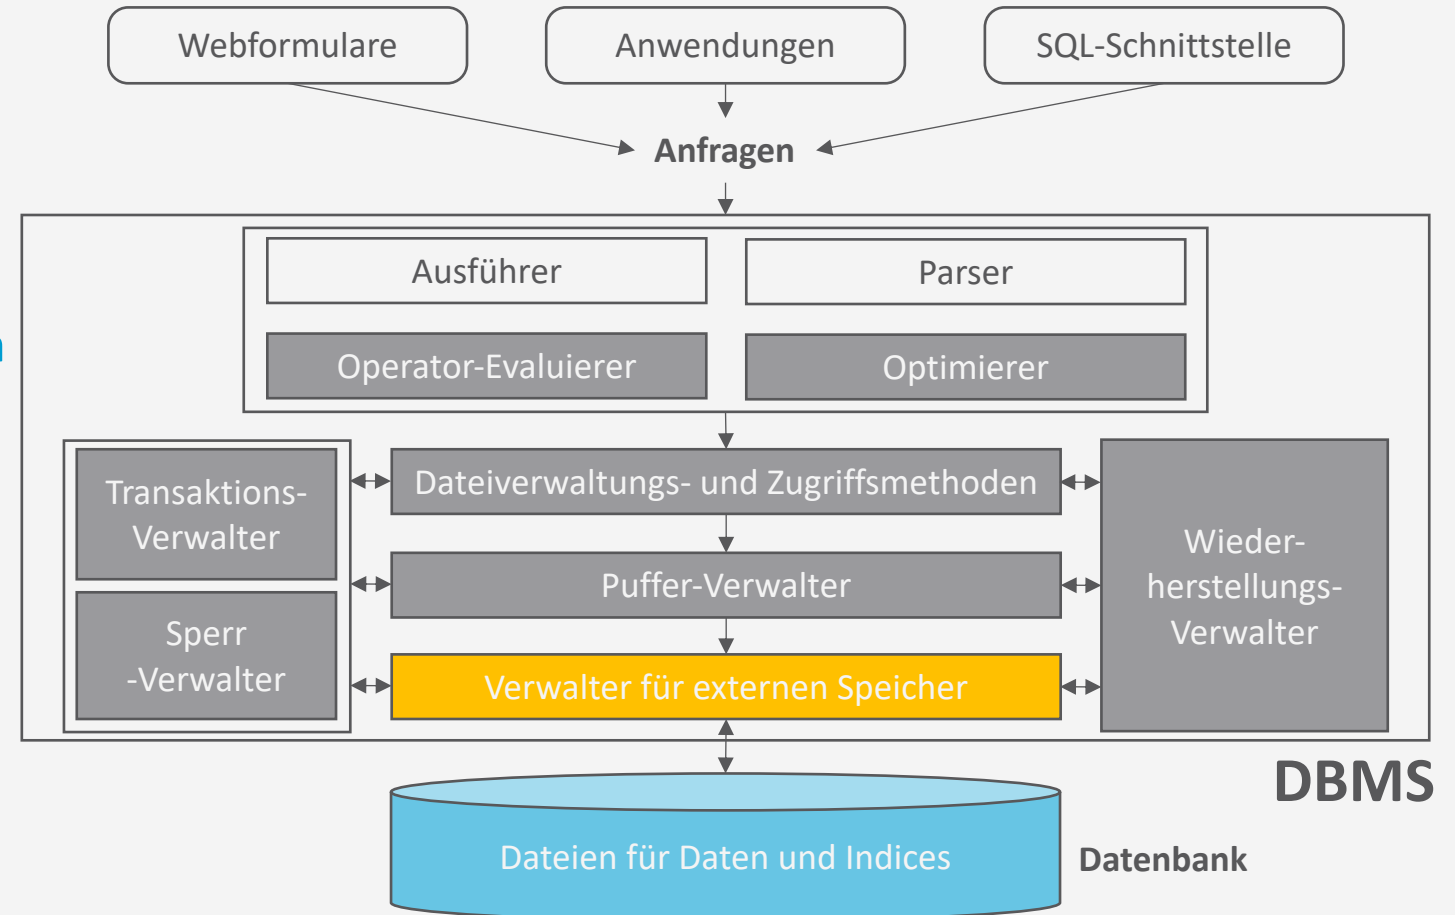 Webformulare
Anwendungen
SQL-Schnittstelle
Anfragen
Ausführer
Parser
Operator-Evaluierer
Optimierer
Transaktions-
Verwalter
Dateiverwaltungs- und Zugriffsmethoden
Wieder-
herstellungs-
Verwalter
Puffer-Verwalter
Sperr
-Verwalter
Verwalter für externen Speicher
DBMS
Dateien für Daten und Indices
Datenbank